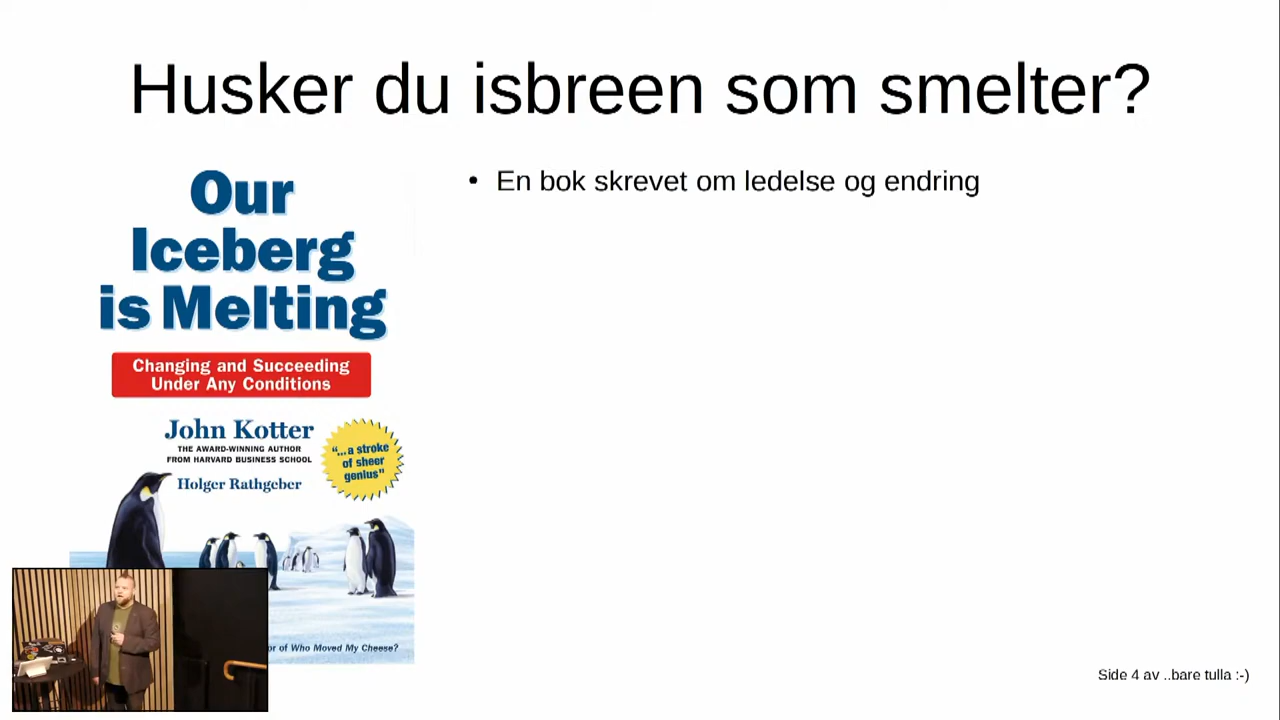 Husker du isbreen som smelter?
Our
Iceberg
is Melting
Changing and Succeeding
Under Any Conditions
John Kotter
THE AWARD-WINNING AUTHOR
FROM HARVARD BUSINESS SCHOOL
Holger Rathgeber
“...a stroke
of sheer
genius”
or of Who Moved My Cheese?
• En bok skrevet om ledelse og endring
Side 4 av ..bare tulla :-)